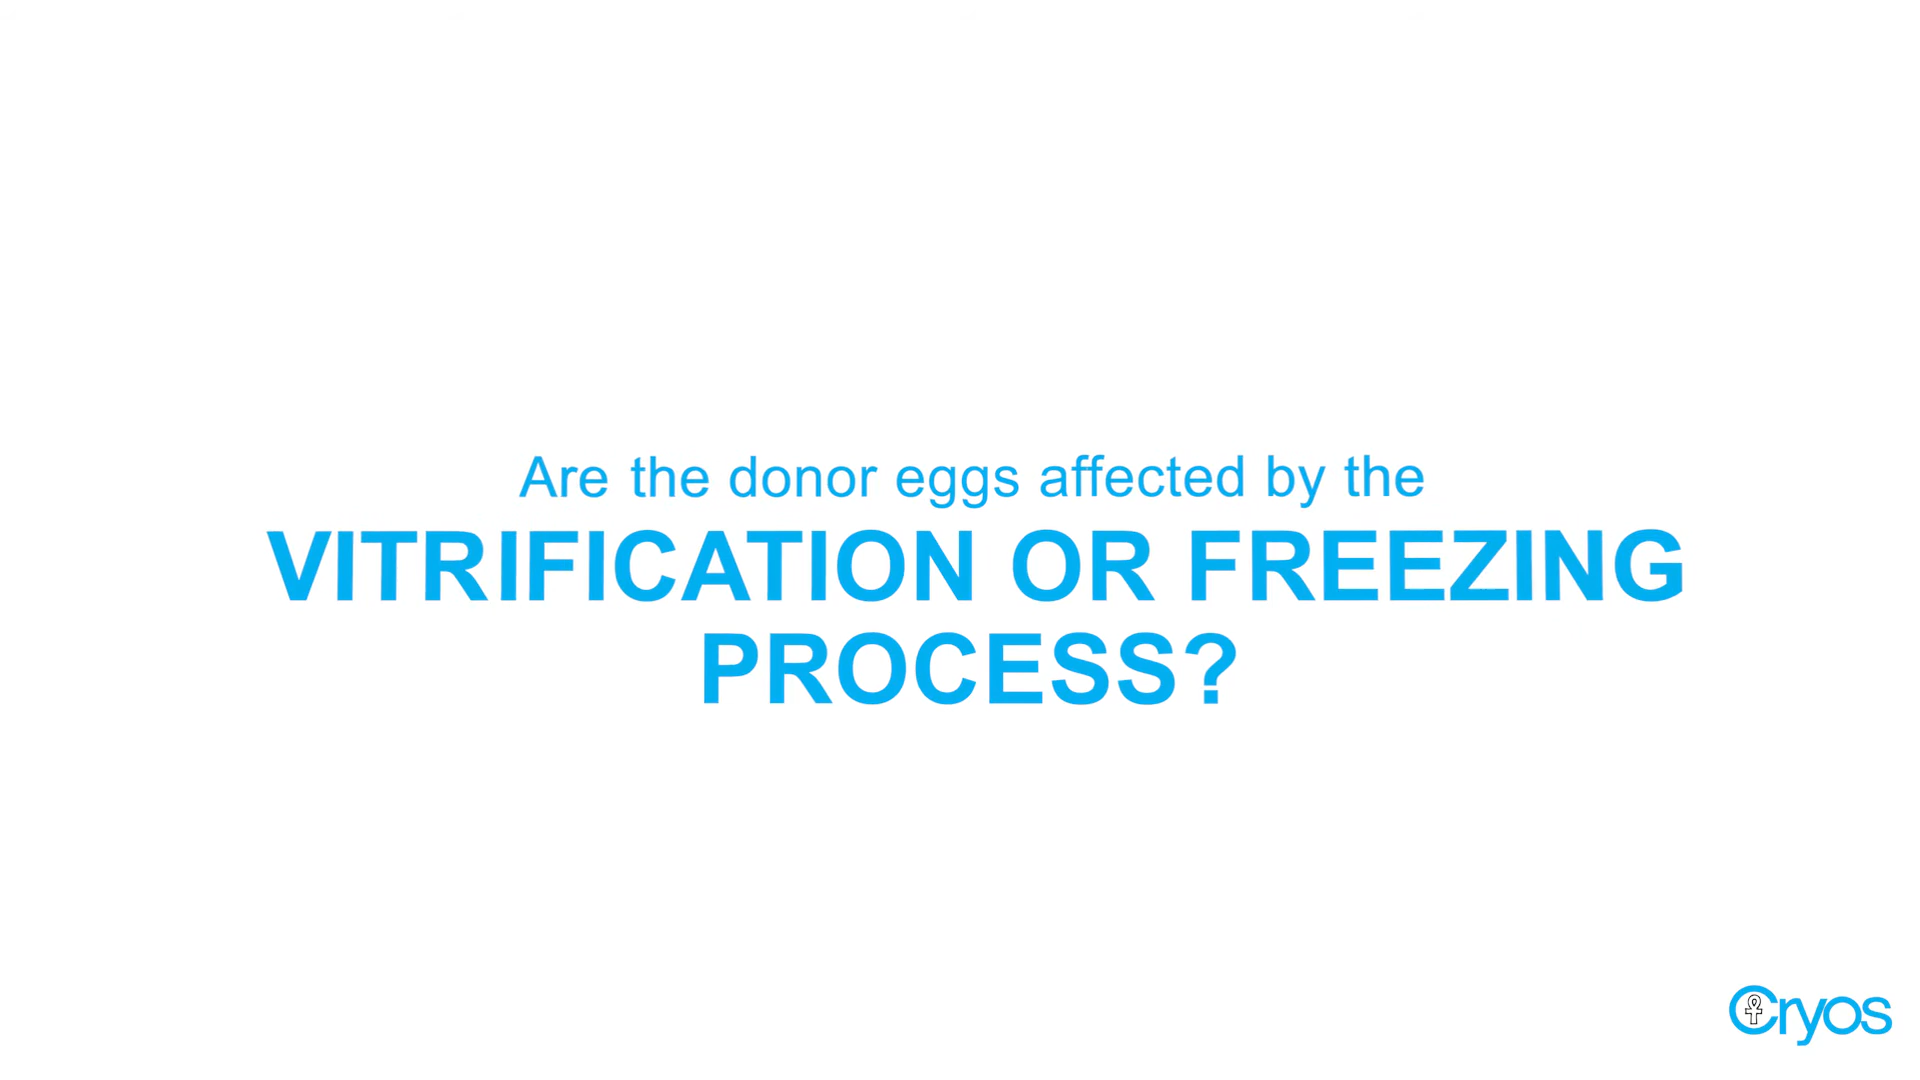 Are the donor eggs affected by the
VITRIFICATION OR FREEZING
PROCESS?
Cryos